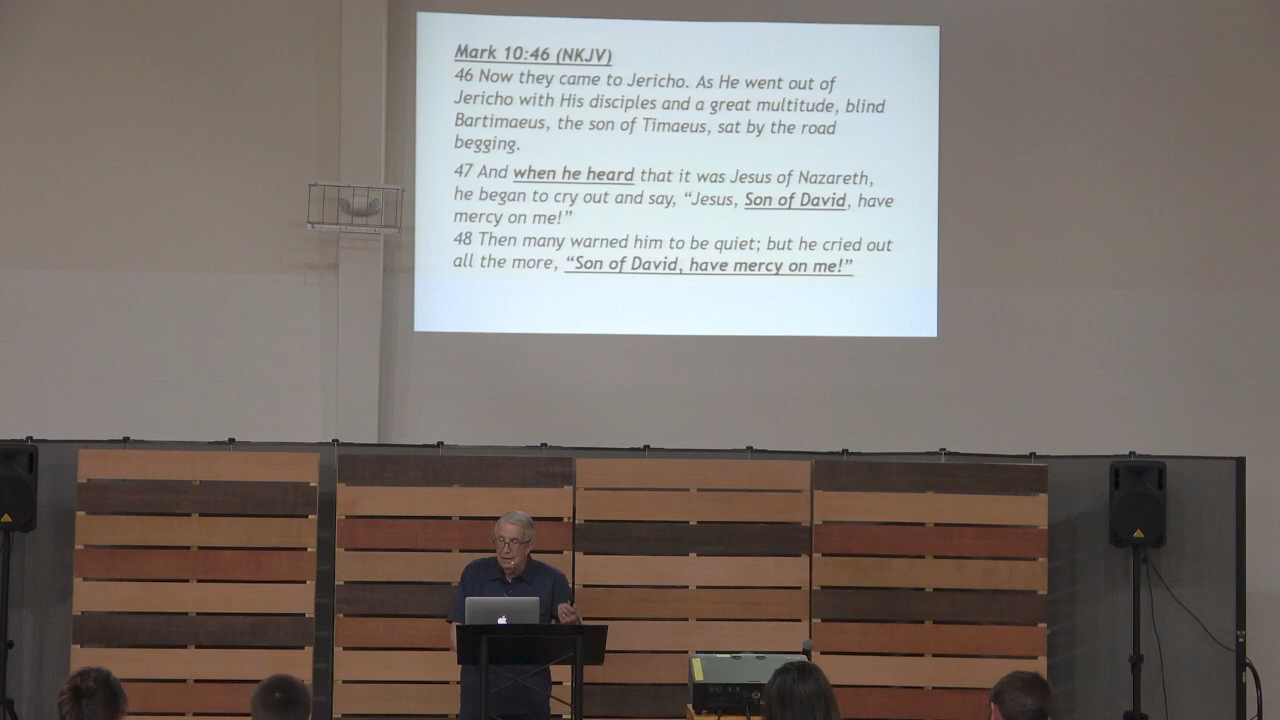 Mark 10:46 (NKJV)
46 Now they came to Jericho. As He went out of
Jericho with His disciples and a great multitude, blind
Bartimaeus, the son of Timaeus, sat by the road
begging.
47 And when he heard that it was Jesus of Nazareth,
he began to cry out and say, “Jesus, Son of David, have
mercy on me!”
48 Then many warned him to be quiet; but he cried out
all the more, “Son of David, have mercy on me!”